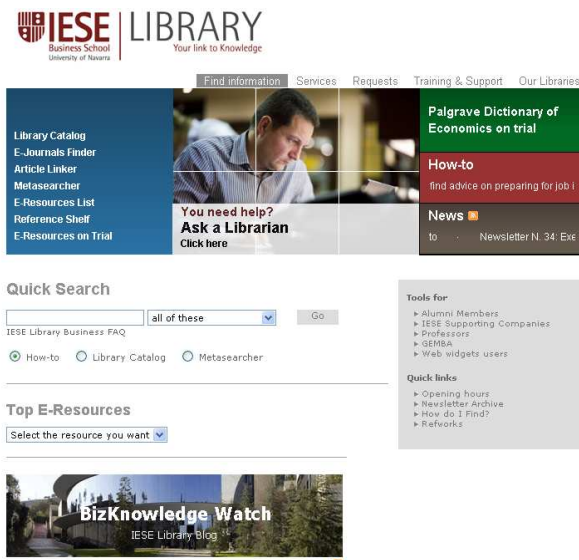 IESE
Business School
University of Navarra
LIBRARY
Your link to Knowledge
Find information Services Requests Training & Support Our Libraries
Library Catalog
E-Journals Finder
Article Linker
Metasearcher
E-Resources List
Reference Shelf
E-Resources on Trial
You need help?
Ask a Librarian
Click here
Palgrave Dictionary of
Economics on trial
How-to
find advice on preparing for job i
News
to · Newsletter N. 34: Exe
Quick Search
all of these Go
IESE Library Business FAQ
How-to Library Catalog Metasearcher
Top E-Resources
Select the resource you want
BizKnowledge Watch
IESE Library Blog
Tools for
Alumni Members
IESE Supporting Companies
Professors
GEMBA
Web widgets users
Quick links
Opening hours
Newsletter Archive
How do I Find?
Refworks